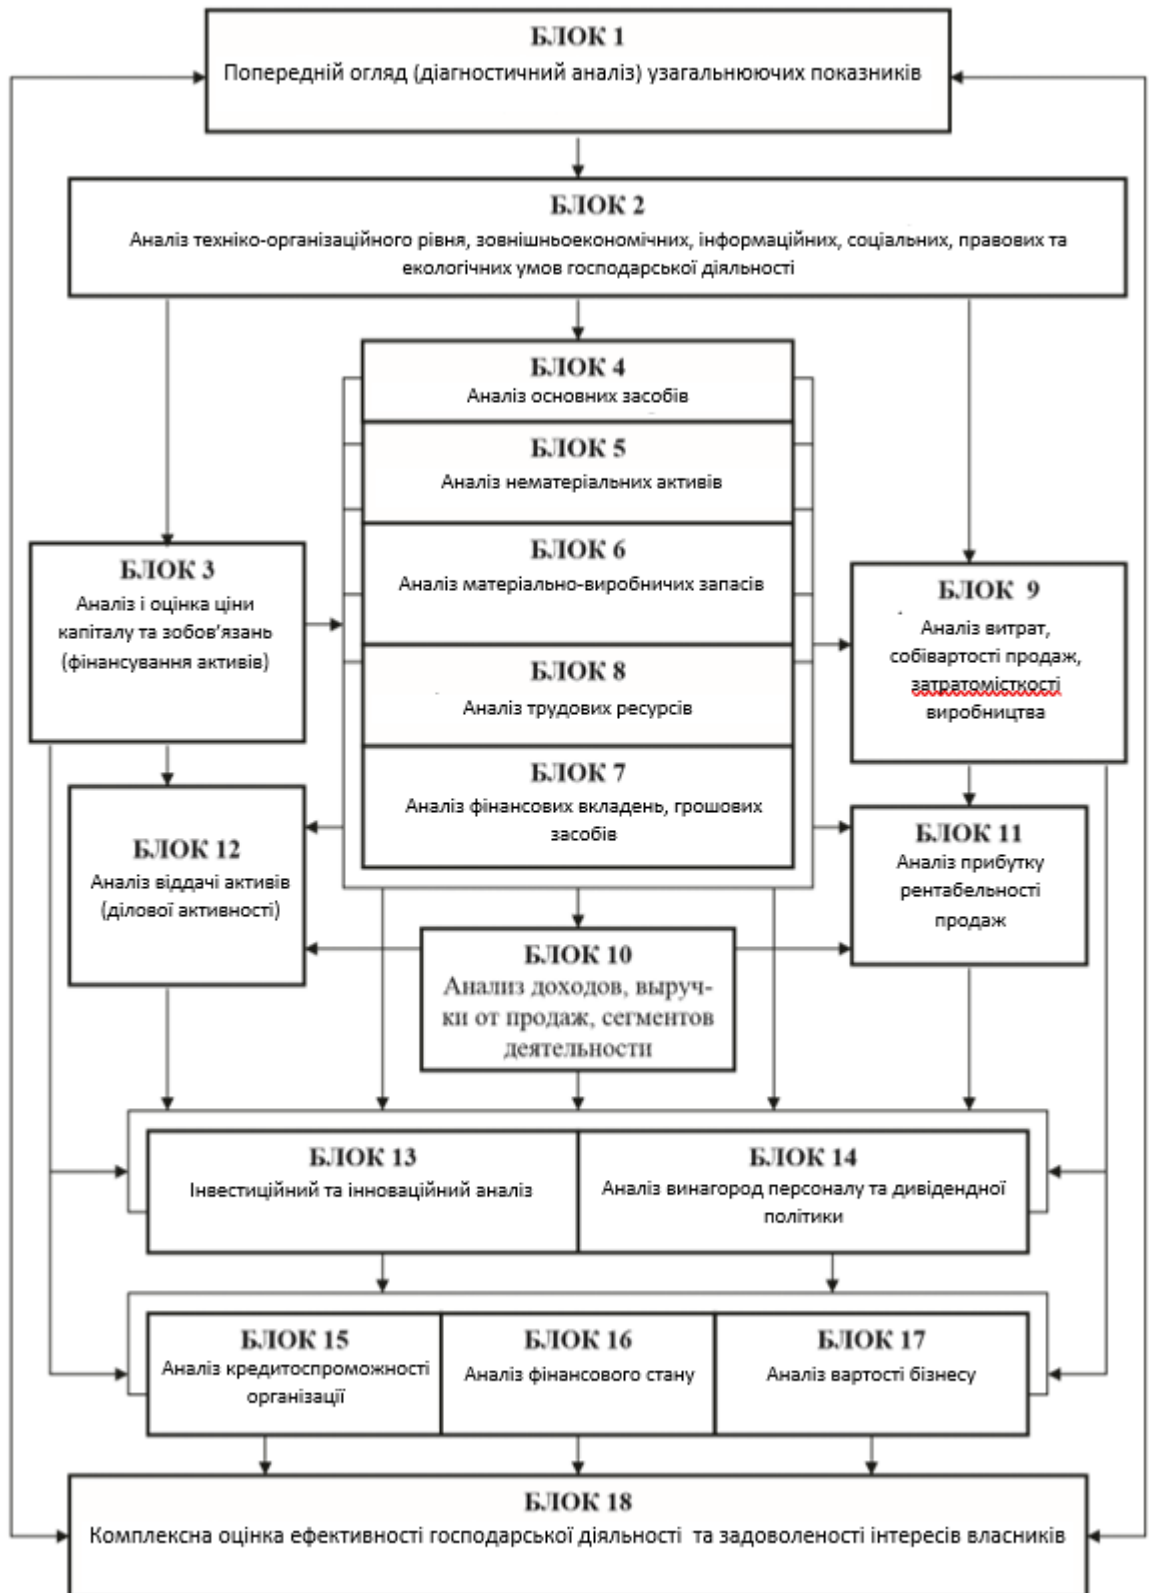 БЛОК 1
Попередній огляд (діагностичний аналіз) узагальнюючих показників
БЛОК 2
Аналіз техніко-організаційного рівня, зовнішньоекономічних, інформаційних, соціальних, правових та
екологічних умов господарської діяльності
БЛОК 4
Аналіз основних засобів
БЛОК 5
Аналіз нематеріальних активів
БЛОК 6
Аналіз матеріально-виробничих запасів
БЛОК 8
Аналіз трудових ресурсів
БЛОК 7
Аналіз фінансових вкладень, грошових
засобів
БЛОК 3
Аналіз і оцінка ціни
капіталу та зобов’язань
(фінансування активів)
БЛОК 9
Аналіз витрат,
собівартості продаж,
затратомісткості
виробництва
БЛОК 12
Аналіз віддачі активів
(ділової активності)
БЛОК 11
Аналіз прибутку
рентабельності
продаж
БЛОК 10
Анализ доходов, выруч-
ки от продаж, сегментов
деятельности
БЛОК 13
Інвестиційний та інноваційний аналіз
БЛОК 14
Аналіз винагород персоналу та дивідендної
політики
БЛОК 15
Аналіз кредитоспроможності
організації
БЛОК 16
Аналіз фінансового стану
БЛОК 17
Аналіз вартості бізнесу
БЛОК 18
Комплексна оцінка ефективності господарської діяльності та задоволеності інтересів власників